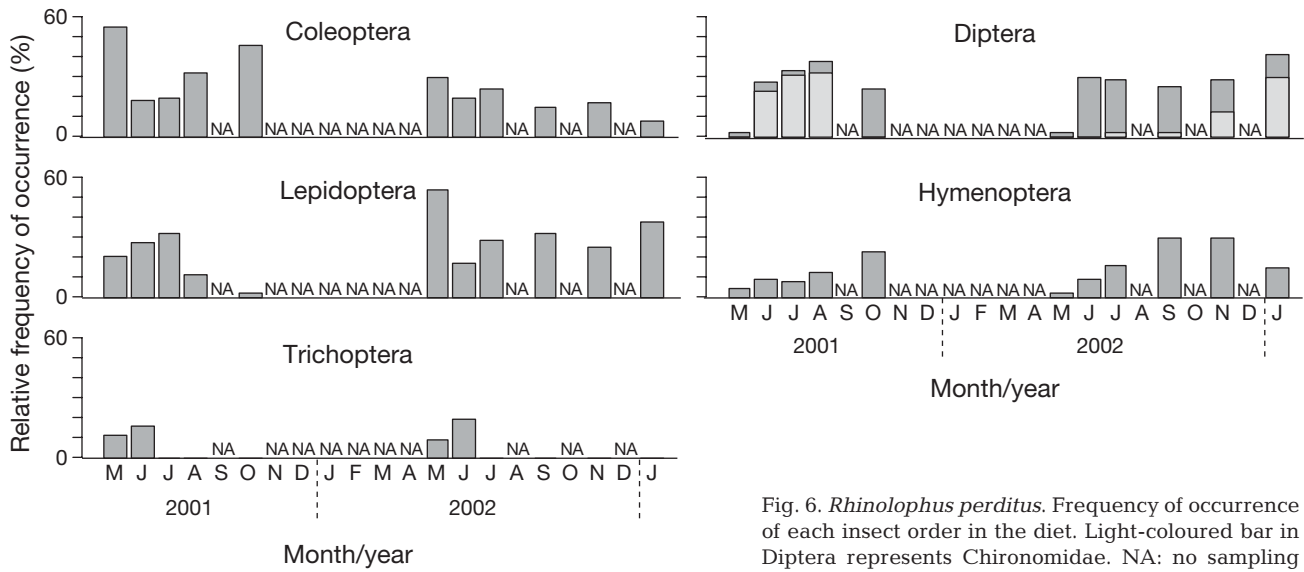 Relative frequency of occurrence (%)
60
Coleoptera
0
NA NA NA NA NA NA NA NA NA NA
60
Lepidoptera
0
NA NA NA NA NA NA NA NA NA NA
60
Trichoptera
0
NA NA NA NA NA NA NA NA NA NA
M J J A S O N D J F M A M J J A S O N D J
2001 2002
Month/year
Diptera
NA NA NA NA NA NA NA NA NA NA
Hymenoptera
NA NA NA NA NA NA NA NA NA NA
M J J A S O N D J F M A M J J A S O N D J
2001 2002
Month/year
Fig. 6. Rhinolophus perditus. Frequency of occurrence
of each insect order in the diet. Light-coloured bar in
Diptera represents Chironomidae. NA: no sampling